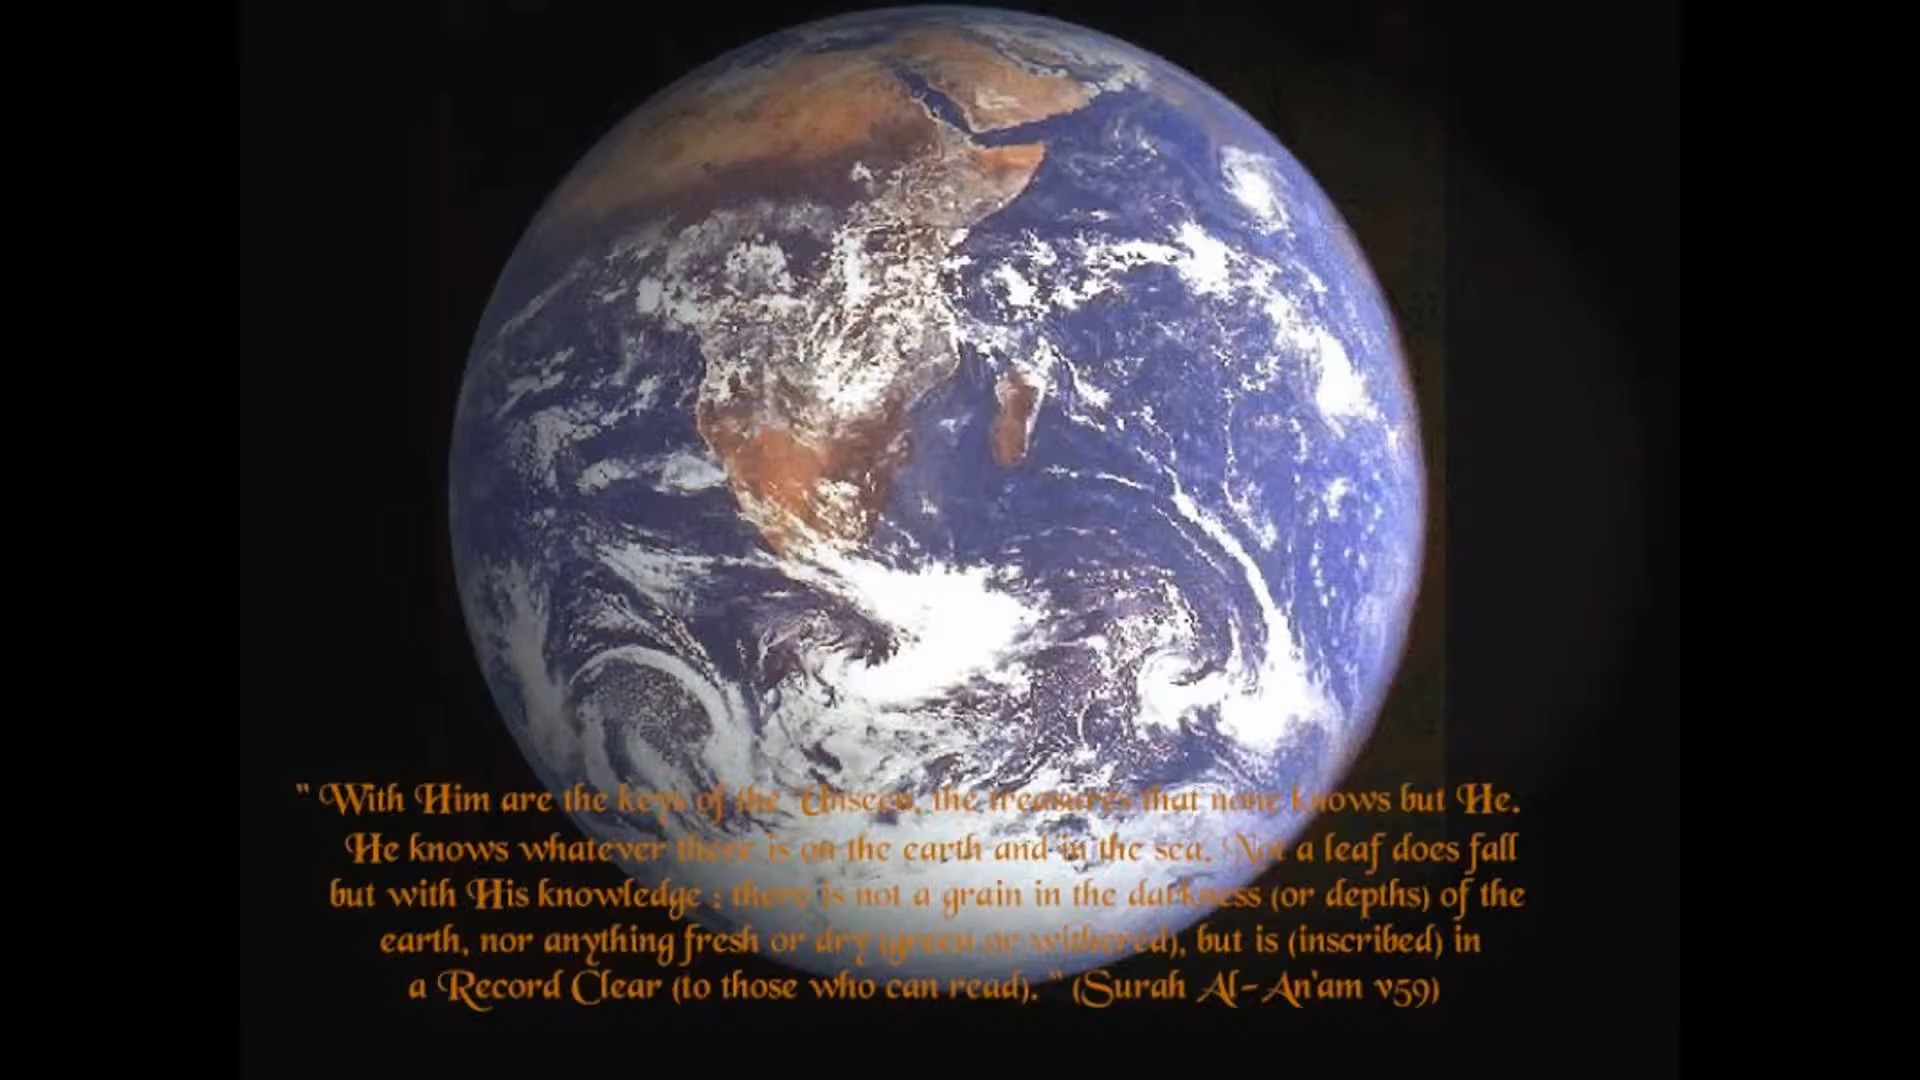 " With Him are the keys of the Unseen, the treasures that none knows but He.
He knows whatever there is on the earth and in the sea. Not a leaf does fall
but with His knowledge ; there is not a grain in the darkness (or depths) of the
earth, nor anything fresh or dry (green or withered), but is (inscribed) in
a Record Clear (to those who can read). " (Surah Al-An'am v59)